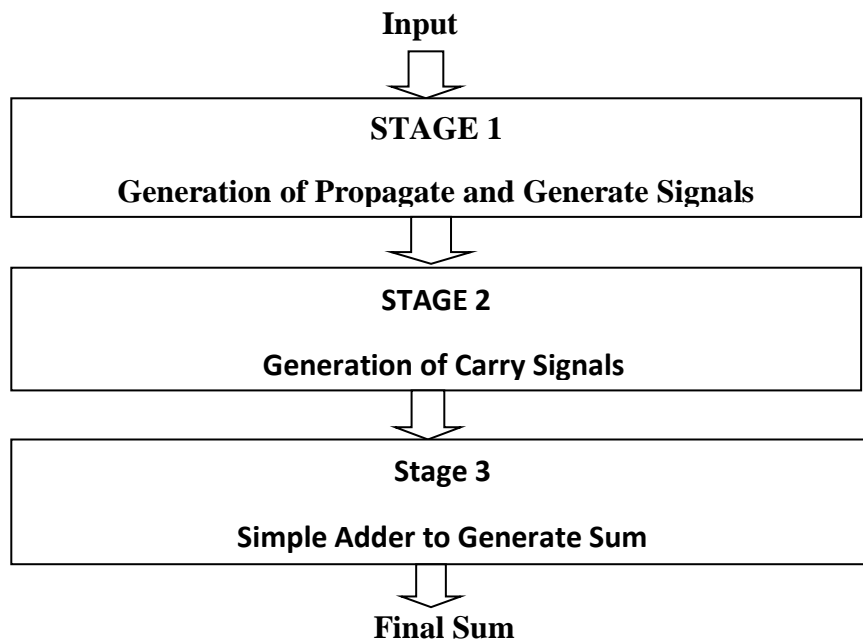 Input
STAGE 1
Generation of Propagate and Generate Signals
STAGE 2
Generation of Carry Signals
Stage 3
Simple Adder to Generate Sum
Final Sum